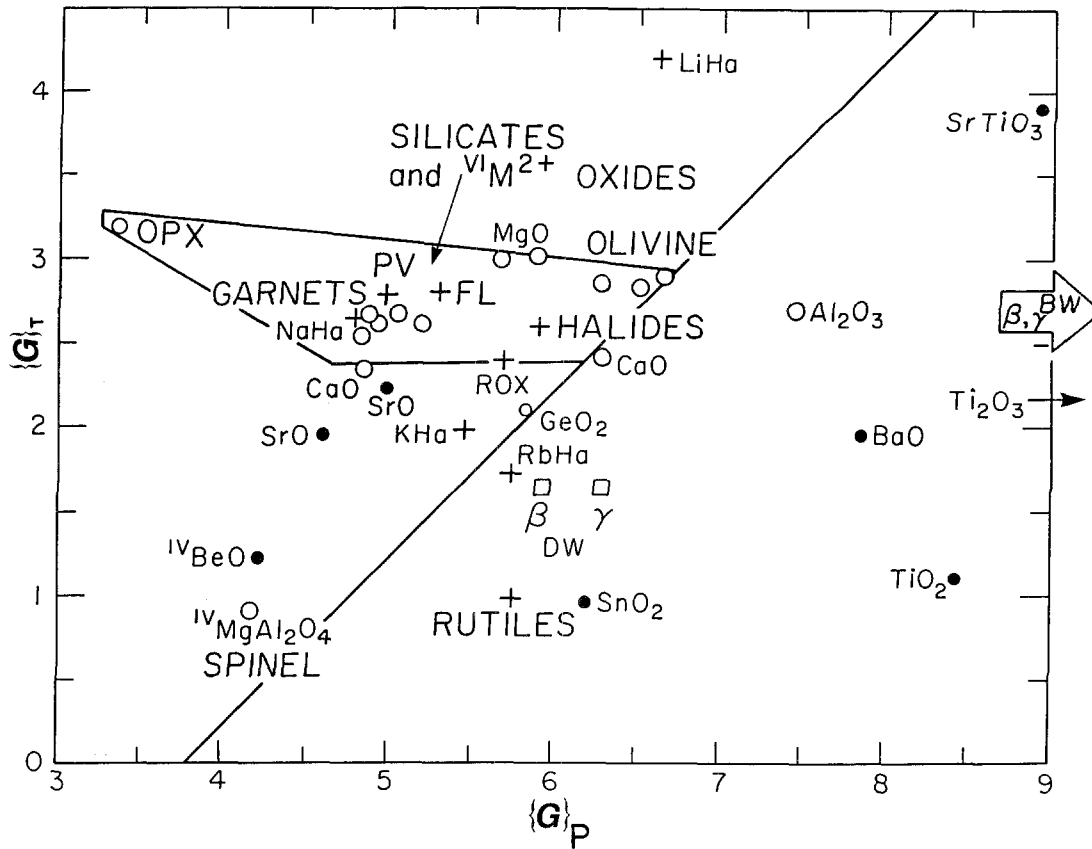 4
+LiHa
SrTiO₃
SILICATES
and ⱽᴵM²⁺ OXIDES
3
OPX
MgO
OLIVINE
PV
GARNETS +FL
β,γ BW
NaHa
+HALIDES
Al₂O₃
{G}τ
CaO
ROX
CaO
SrO
Ti₂O₃
2
SrO
KHa
GeO₂
BaO
RbHa
β γ
DW
ᴵⱽBeO
TiO₂
1
SnO₂
ᴵⱽMgAl₂O₄
RUTILES
SPINEL
0
3 4 5 6 7 8 9
{G}P